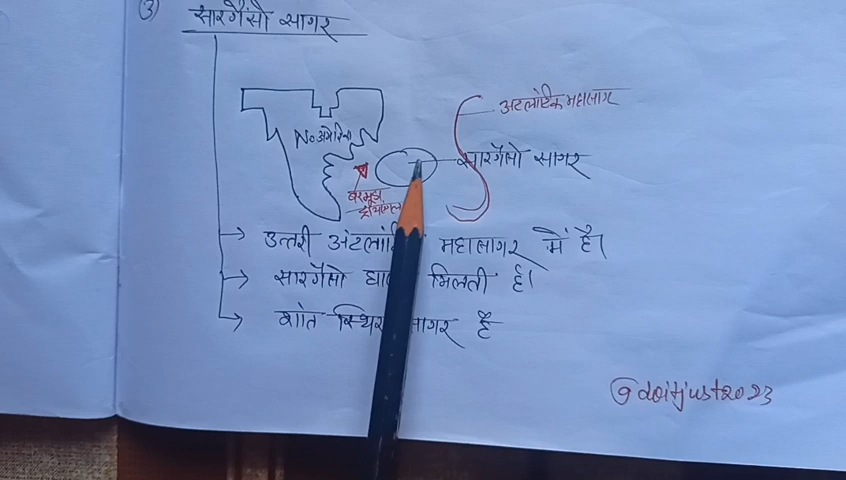 ③ सारगैसो सागर
अटलांटिक महासागर
No अमेरिका
सारगैसो सागर
बरमूडा
ट्रायंगल
→ उत्तरी अटलांटिक महासागर में है।
→ सारगैसो घास मिलती है।
→ शांत स्थिर सागर है
@doitjust2023